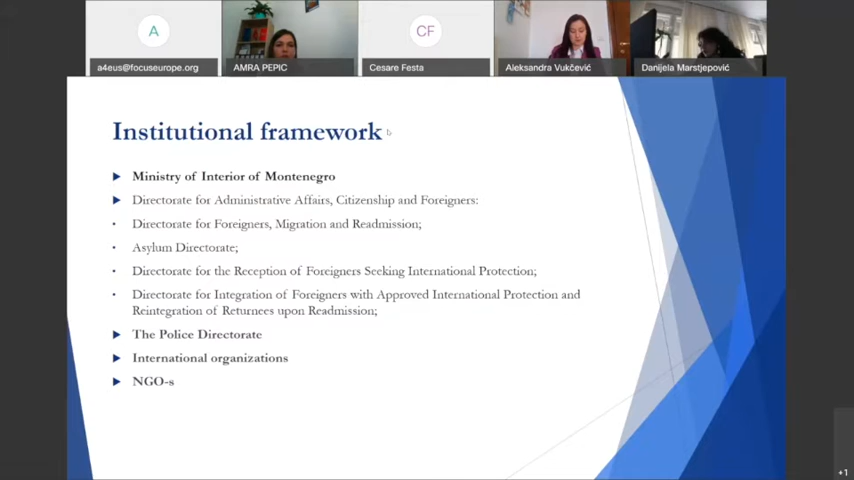 A
CF
a4eus@focuseurope.org
AMRA PEPIC
Cesare Festa
Aleksandra Vukčević
Danijela Marstjepović
Institutional framework
Ministry of Interior of Montenegro
Directorate for Administrative Affairs, Citizenship and Foreigners:
Directorate for Foreigners, Migration and Readmission;
Asylum Directorate;
Directorate for the Reception of Foreigners Seeking International Protection;
Directorate for Integration of Foreigners with Approved International Protection and
Reintegration of Returnees upon Readmission;
The Police Directorate
International organizations
NGO-s
+1